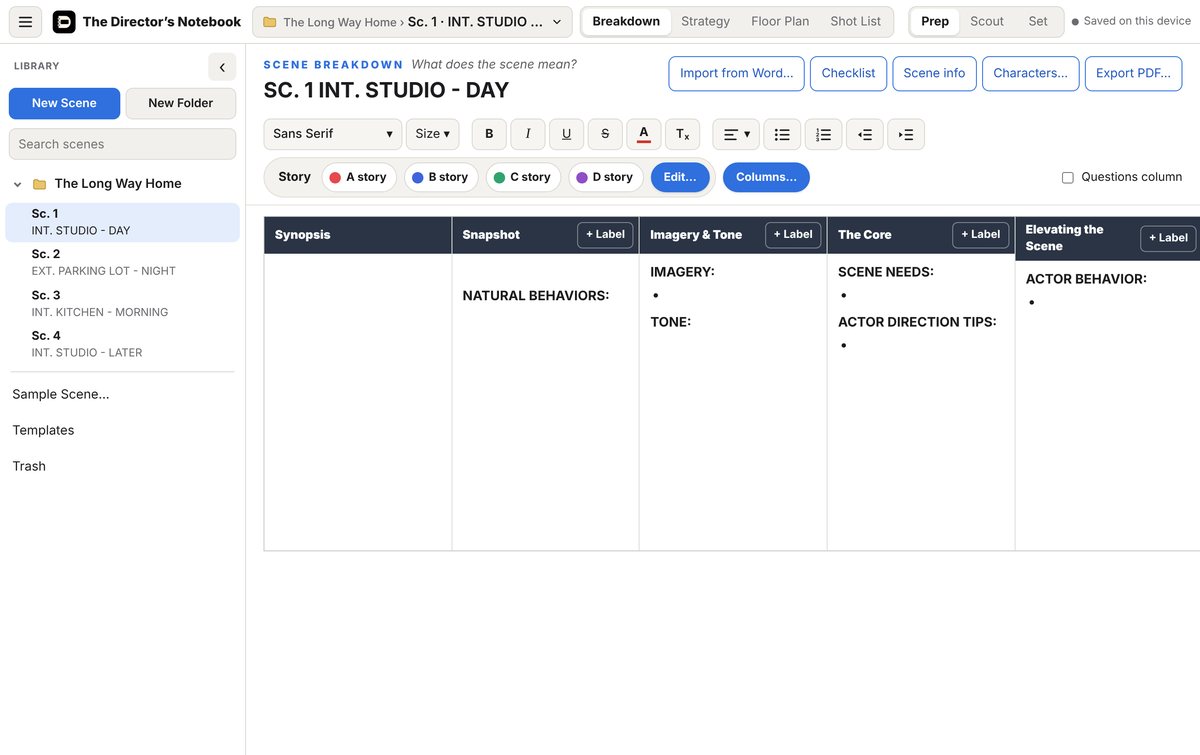 The Director's Notebook
The Long Way Home › Sc. 1 · INT. STUDIO ...
Breakdown Strategy Floor Plan Shot List
Prep Scout Set
Saved on this device
LIBRARY
New Scene New Folder
Search scenes
The Long Way Home
Sc. 1
INT. STUDIO - DAY
Sc. 2
EXT. PARKING LOT - NIGHT
Sc. 3
INT. KITCHEN - MORNING
Sc. 4
INT. STUDIO - LATER
Sample Scene...
Templates
Trash
SCENE BREAKDOWN What does the scene mean?
SC. 1 INT. STUDIO - DAY
Import from Word... Checklist Scene info Characters... Export PDF...
Sans Serif Size B I U S A Tx
Story A story B story C story D story Edit... Columns... Questions column
Synopsis
Snapshot + Label
NATURAL BEHAVIORS:
Imagery & Tone + Label
IMAGERY:
•
TONE:
The Core + Label
SCENE NEEDS:
•
ACTOR DIRECTION TIPS:
•
Elevating the
Scene + Label
ACTOR BEHAVIOR:
•